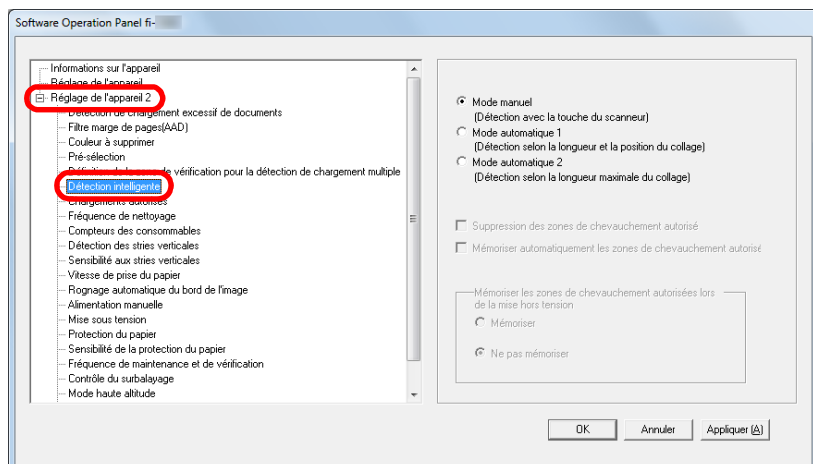 Software Operation Panel fi-
Informations sur l'appareil
Réglage de l'appareil
Réglage de l'appareil 2
Détection de chargement excessif de documents
Filtre marge de pages(AAD)
Couleur à supprimer
Pré-sélection
Définition de la zone de vérification pour la détection de chargement multiple
Détection intelligente
Chargements autorisés
Fréquence de nettoyage
Compteurs des consommables
Détection des stries verticales
Sensibilité aux stries verticales
Vitesse de prise du papier
Rognage automatique du bord de l'image
Alimentation manuelle
Mise sous tension
Protection du papier
Sensibilité de la protection du papier
Fréquence de maintenance et de vérification
Contrôle du surbalayage
Mode haute altitude
Mode manuel
(Détection avec la touche du scanneur)
Mode automatique 1
(Détection selon la longueur et la position du collage)
Mode automatique 2
(Détection selon la longueur maximale du collage)
Suppression des zones de chevauchement autorisé
Mémoriser automatiquement les zones de chevauchement autorisé
Mémoriser les zones de chevauchement autorisées lors
de la mise hors tension
Mémoriser
Ne pas mémoriser
OK
Annuler
Appliquer (A)